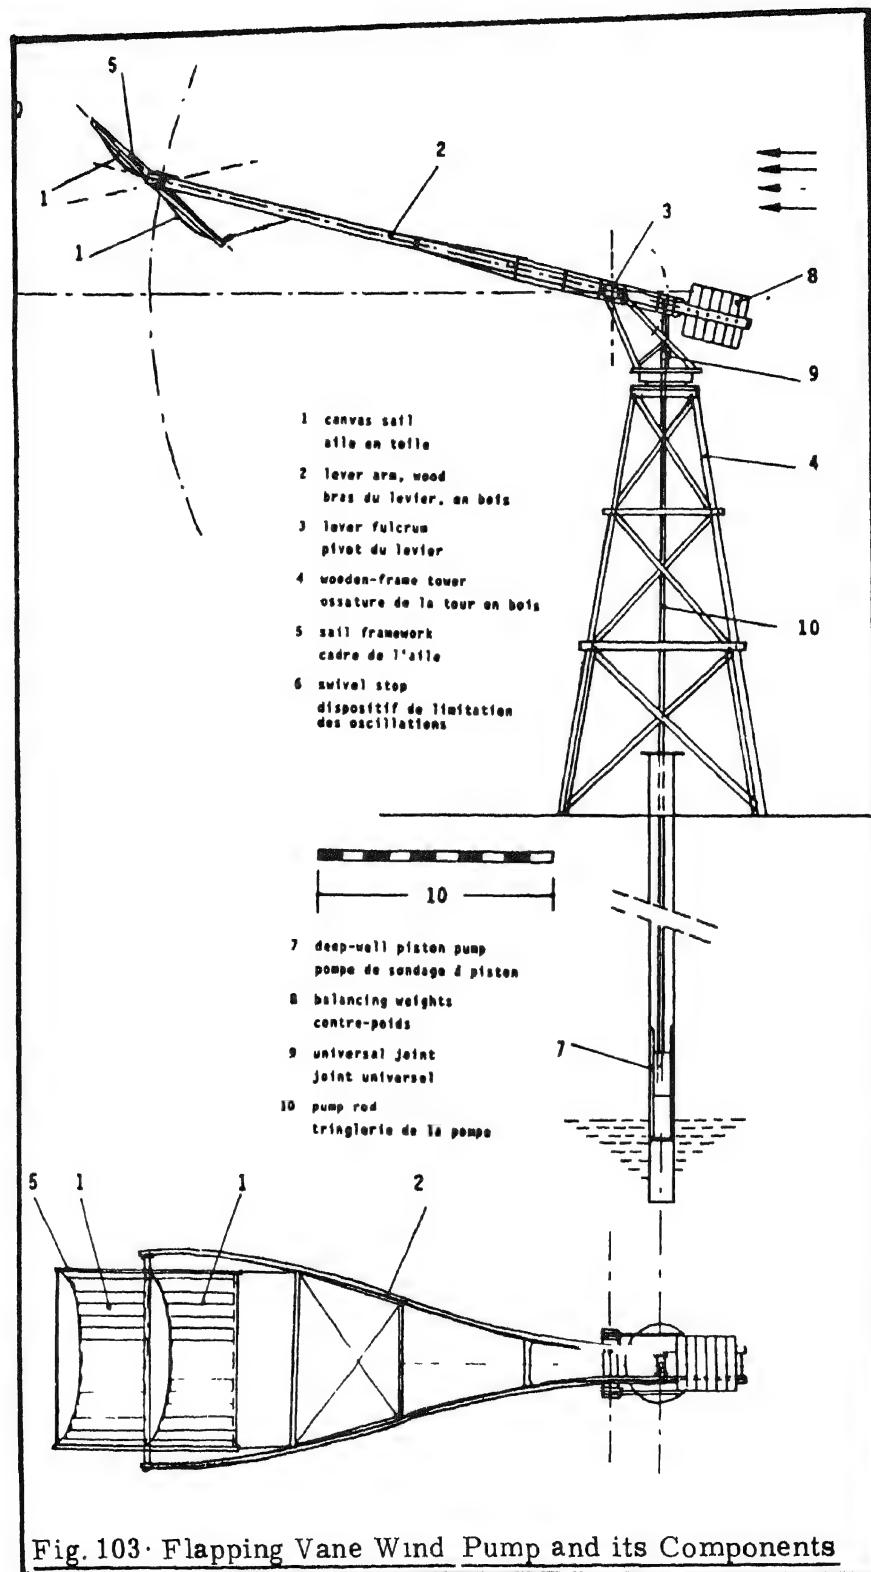 5
1
1
2
3
8
9
4
10
1 canvas sail
aile en toile
2 lever arm, wood
bras du levier, en bois
3 lever fulcrum
pivot du levier
4 wooden-frame tower
ossature de la tour en bois
5 sail framework
cadre de l'aile
6 swivel stop
dispositif de limitation
des oscillations
10
7 deep-well piston pump
pompe de sondage à piston
8 balancing weights
contre-poids
9 universal joint
joint universel
10 pump rod
tringlerie de la pompe
7
5 1 1 2
Fig. 103. Flapping Vane Wind Pump and its Components